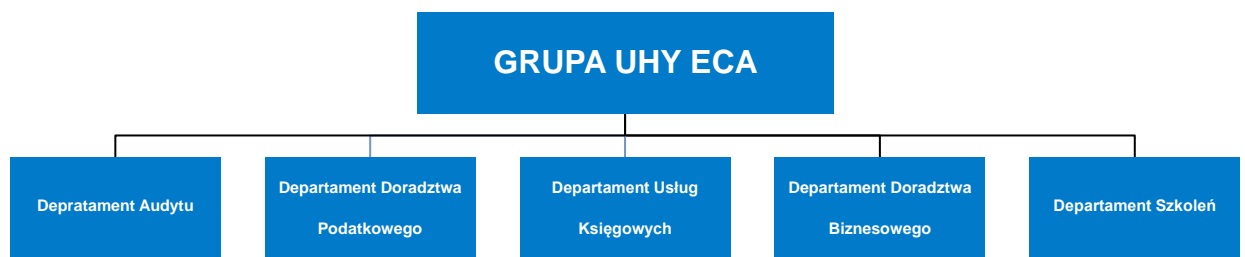 GRUPA UHY ECA
Depratament Audytu
Departament Doradztwa
Podatkowego
Departament Usług
Księgowych
Departament Doradztwa
Biznesowego
Departament Szkoleń